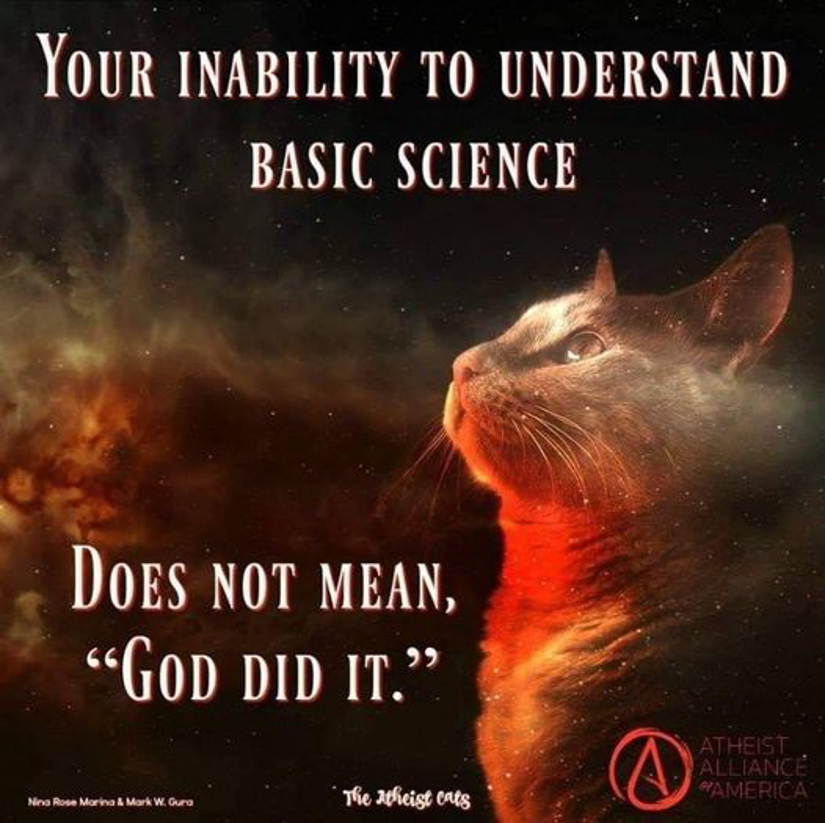 Your inability to understand
basic science
Does not mean,
“God did it.”
ATHEIST
ALLIANCE
OF AMERICA
Nina Rose Marina & Mark W. Gura
The Atheist Cats